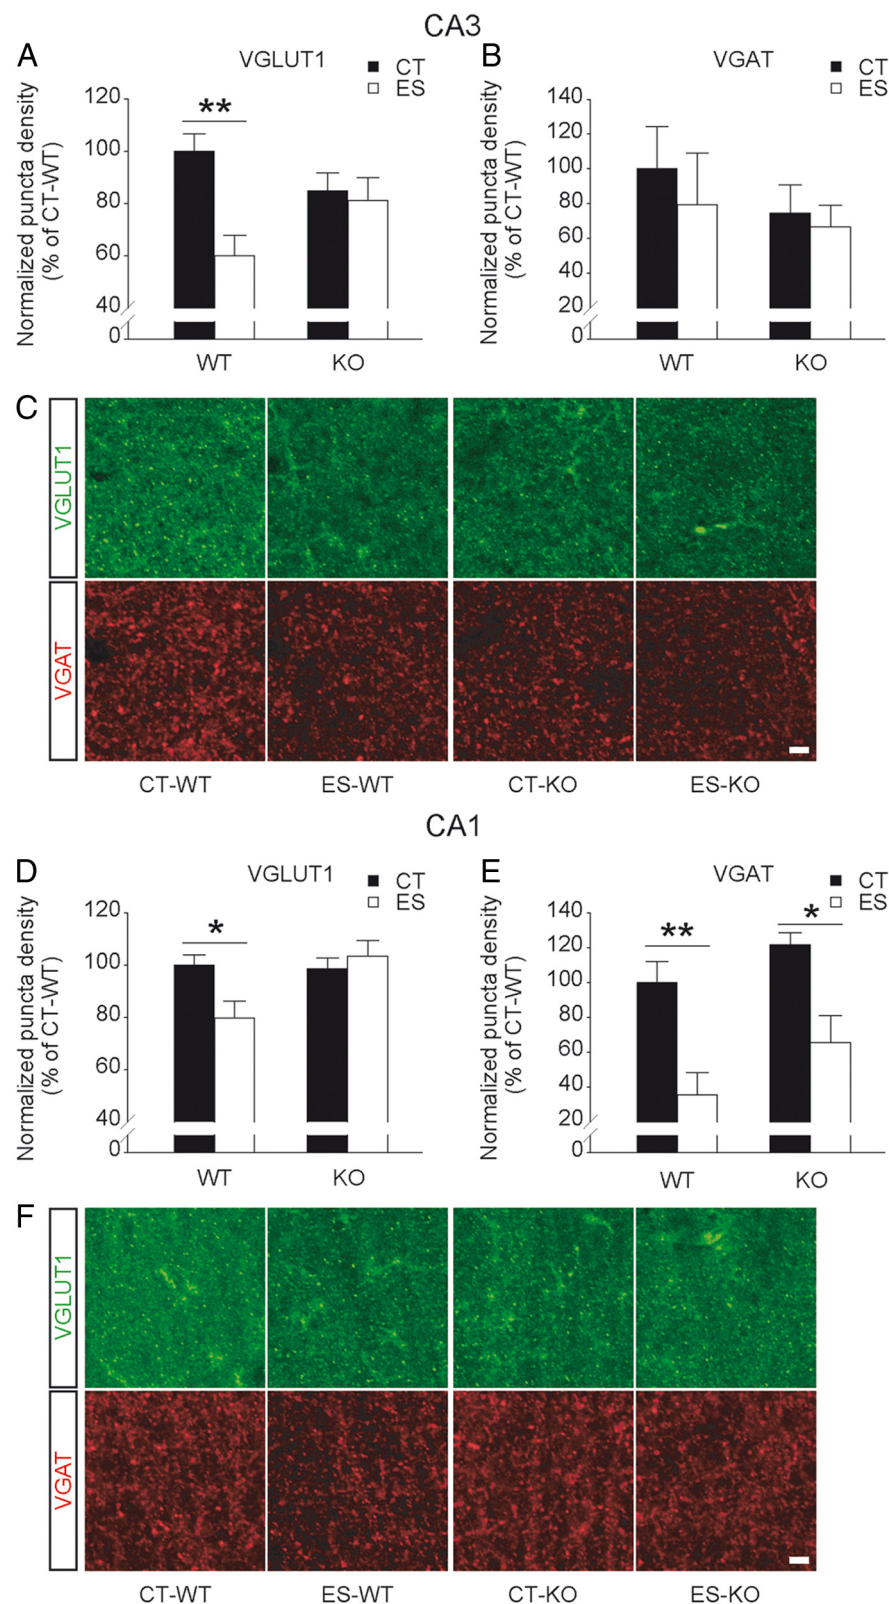 CA3
A
VGLUT1
CT
ES
Normalized puncta density
(% of CT-WT)
120
100
80
60
40
0
**
WT
KO
B
VGAT
CT
ES
Normalized puncta density
(% of CT-WT)
140
120
100
80
60
40
20
0
WT
KO
C
VGLUT1
VGAT
CT-WT
ES-WT
CT-KO
ES-KO
CA1
D
VGLUT1
CT
ES
Normalized puncta density
(% of CT-WT)
120
100
80
60
40
0
*
WT
KO
E
VGAT
CT
ES
Normalized puncta density
(% of CT-WT)
140
120
100
80
60
40
20
0
**
*
WT
KO
F
VGLUT1
VGAT
CT-WT
ES-WT
CT-KO
ES-KO